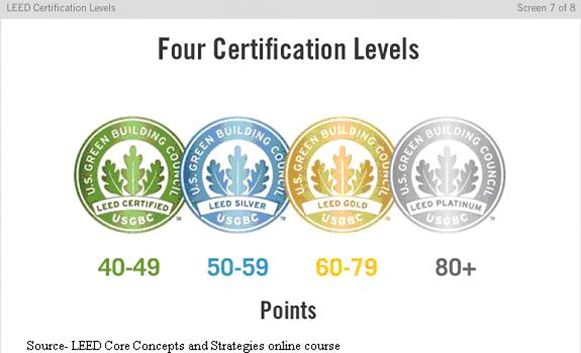 LEED Certification Levels
Screen 7 of 8
Four Certification Levels
U.S. GREEN BUILDING COUNCIL
LEED CERTIFIED
USGBC
U.S. GREEN BUILDING COUNCIL
LEED SILVER
USGBC
U.S. GREEN BUILDING COUNCIL
LEED GOLD
USGBC
U.S. GREEN BUILDING COUNCIL
LEED PLATINUM
USGBC
40-49
50-59
60-79
80+
Points
Source- LEED Core Concepts and Strategies online course